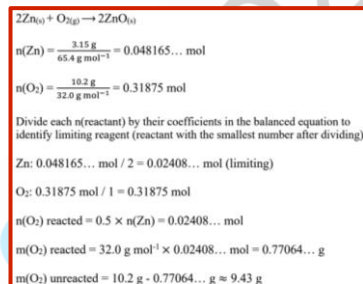 2Zn(s) + O2(g) → 2ZnO(s)
n(Zn) = 3.15 g / 65.4 g mol⁻¹ = 0.048165… mol
n(O₂) = 10.2 g / 32.0 g mol⁻¹ = 0.31875 mol
Divide each n(reactant) by their coefficients in the balanced equation to
identify limiting reagent (reactant with the smallest number after dividing)
Zn: 0.048165… mol / 2 = 0.02408… mol (limiting)
O₂: 0.31875 mol / 1 = 0.31875 mol
n(O₂) reacted = 0.5 × n(Zn) = 0.02408… mol
m(O₂) reacted = 32.0 g mol⁻¹ × 0.02408… mol = 0.77064… g
m(O₂) unreacted = 10.2 g - 0.77064… g ≈ 9.43 g